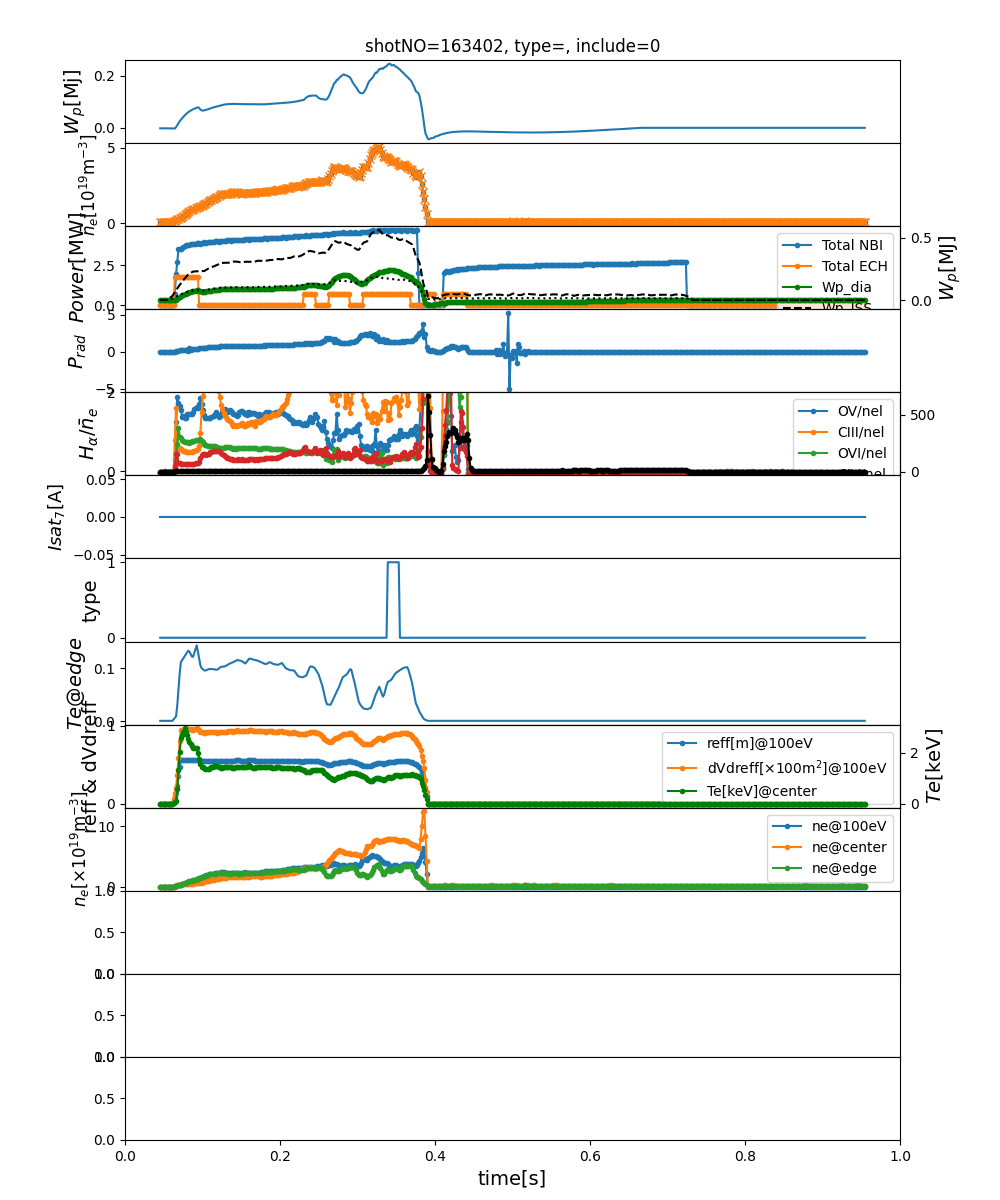 shotNO=163402, type=, include=0
W_p[MJ]
0.2
0.0
n_e[10^19 m^−3]
5
0
Power[MW]
2.5
0.0
0.5
0.0
W_p[MJ]
Total NBI
Total ECH
Wp_dia
P_rad
0
−5
H_α/n̄_e
2
0
500
0
OV/nel
CIII/nel
OVI/nel
Isat_7[A]
0.05
0.00
−0.05
type
1
0
Te@edge
0.1
0.0
reff & dVdreff
1
0
2
0
Te[keV]
reff[m]@100eV
dVdreff[×100m^2]@100eV
Te[keV]@center
n_e[×10^19 m^−3]
10
0
ne@100eV
ne@center
ne@edge
1.0
0.5
0.0
1.0
0.5
0.0
1.0
0.5
0.0
0.0 0.2 0.4 0.6 0.8 1.0
time[s]